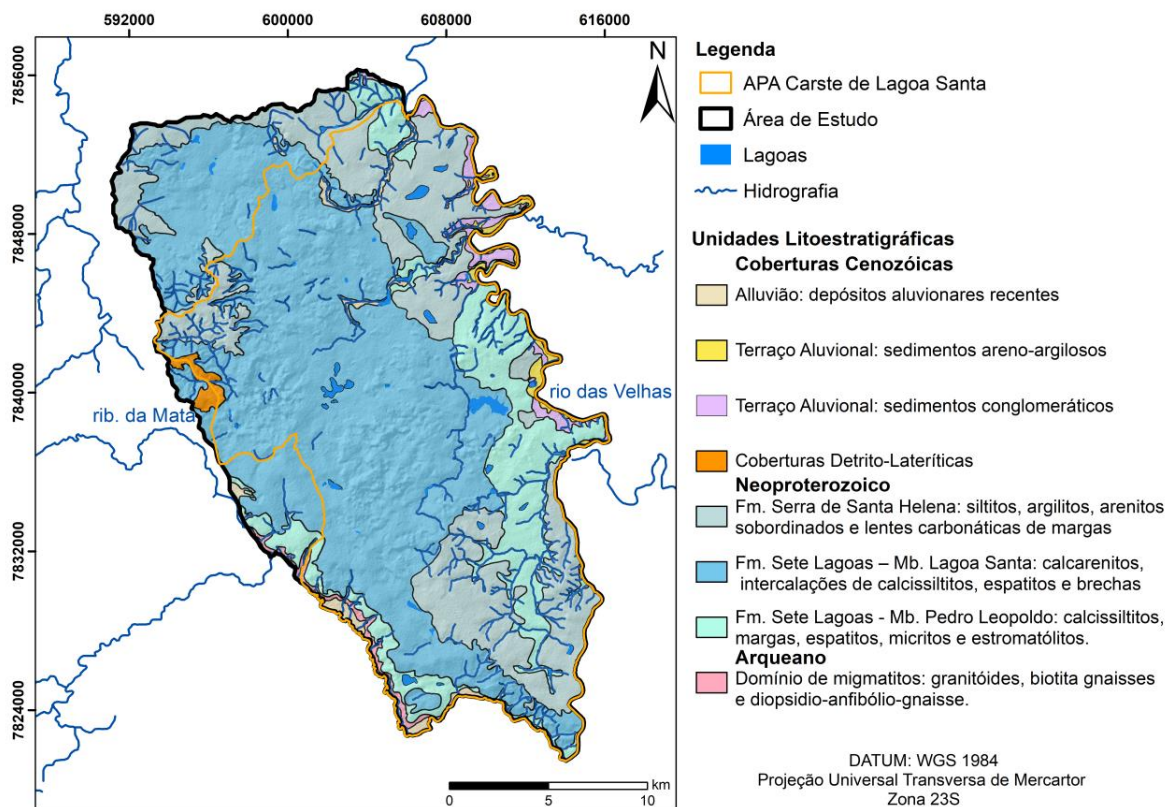 592000
600000
608000
616000
7856000
7848000
7840000
7832000
7824000
N
rib. da Mata
rio das Velhas
km
0
5
10
Legenda
APA Carste de Lagoa Santa
Área de Estudo
Lagoas
Hidrografia
Unidades Litoestratigráficas
Coberturas Cenozóicas
Alluvião: depósitos aluvionares recentes
Terraço Aluvional: sedimentos areno-argilosos
Terraço Aluvional: sedimentos conglomeráticos
Coberturas Detrito-Lateríticas
Neoproterozoico
Fm. Serra de Santa Helena: siltitos, argilitos, arenitos
sobordinados e lentes carbonáticas de margas
Fm. Sete Lagoas – Mb. Lagoa Santa: calcarenitos,
intercalações de calcissiltitos, espatitos e brechas
Fm. Sete Lagoas - Mb. Pedro Leopoldo: calcissiltitos,
margas, espatitos, micritos e estromatólitos.
Arqueano
Domínio de migmatitos: granitóides, biotita gnaisses
e diopsidio-anfibólio-gnaisse.
DATUM: WGS 1984
Projeção Universal Transversa de Mercartor
Zona 23S